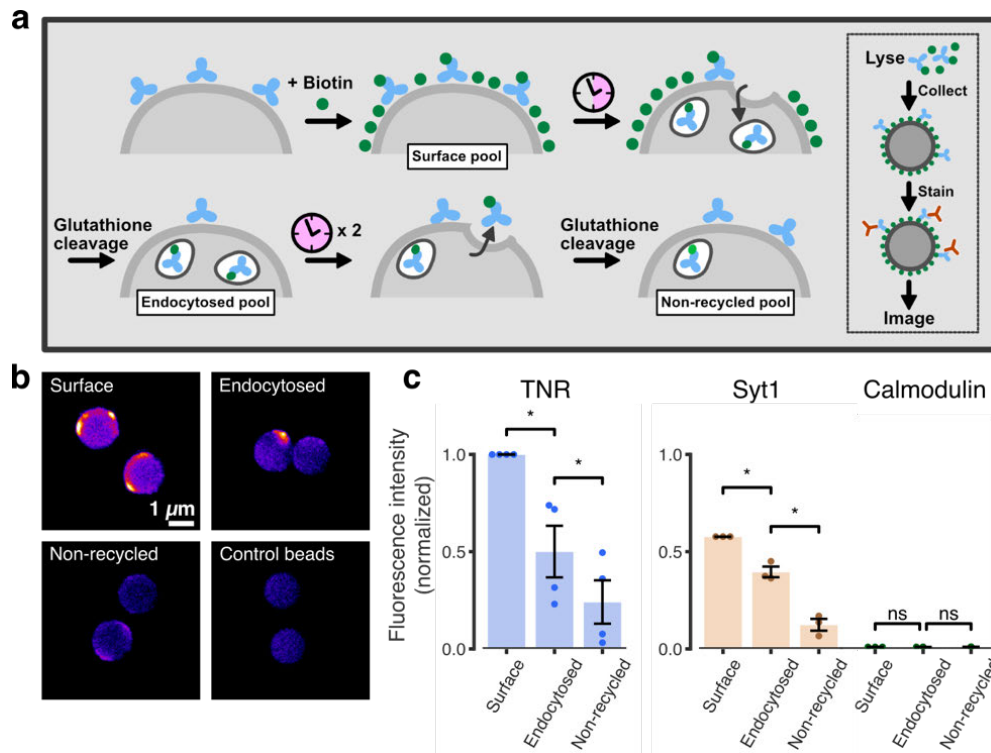 a
+ Biotin
Surface pool
Lyse
Collect
Stain
Image
Glutathione
cleavage
Endocytosed pool
x 2
Glutathione
cleavage
Non-recycled pool
b
Surface
1 µm
Endocytosed
Non-recycled
Control beads
c
TNR
Syt1
Calmodulin
Fluorescence intensity
(normalized)
1.0
0.5
0.0
*
*
Surface
Endocytosed
Non-recycled
1.0
0.5
0.0
*
*
ns
ns
Surface
Endocytosed
Non-recycled
Surface
Endocytosed
Non-recycled